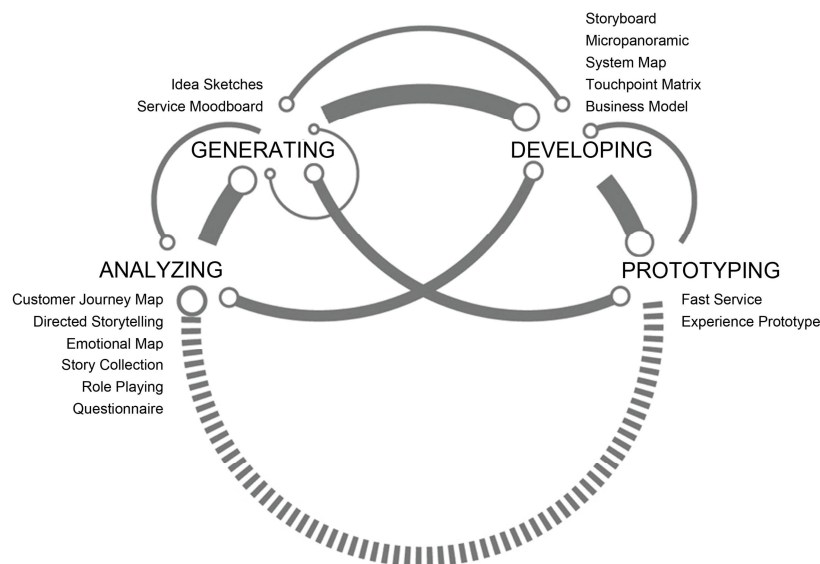 Storyboard
Micropanoramic
System Map
Touchpoint Matrix
Business Model
Idea Sketches
Service Moodboard
GENERATING
DEVELOPING
ANALYZING
Customer Journey Map
Directed Storytelling
Emotional Map
Story Collection
Role Playing
Questionnaire
PROTOTYPING
Fast Service
Experience Prototype